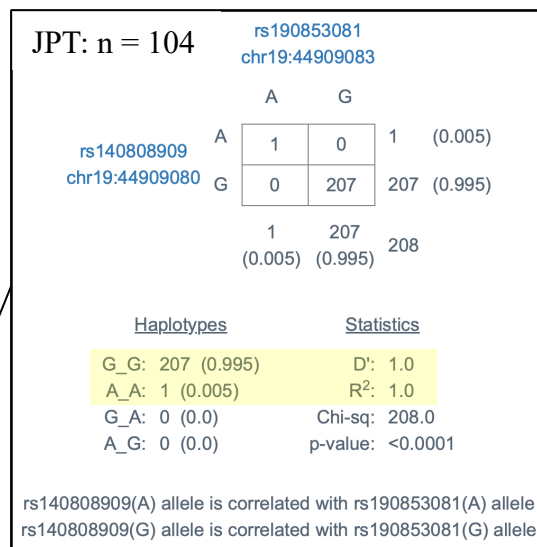 JPT: n = 104
rs190853081
chr19:44909083
A G
rs140808909
chr19:44909080
A 1 0 1 (0.005)
G 0 207 207 (0.995)
1 207 208
(0.005) (0.995)
Haplotypes Statistics
G_G: 207 (0.995) D': 1.0
A_A: 1 (0.005) R²: 1.0
G_A: 0 (0.0) Chi-sq: 208.0
A_G: 0 (0.0) p-value: <0.0001
rs140808909(A) allele is correlated with rs190853081(A) allele
rs140808909(G) allele is correlated with rs190853081(G) allele